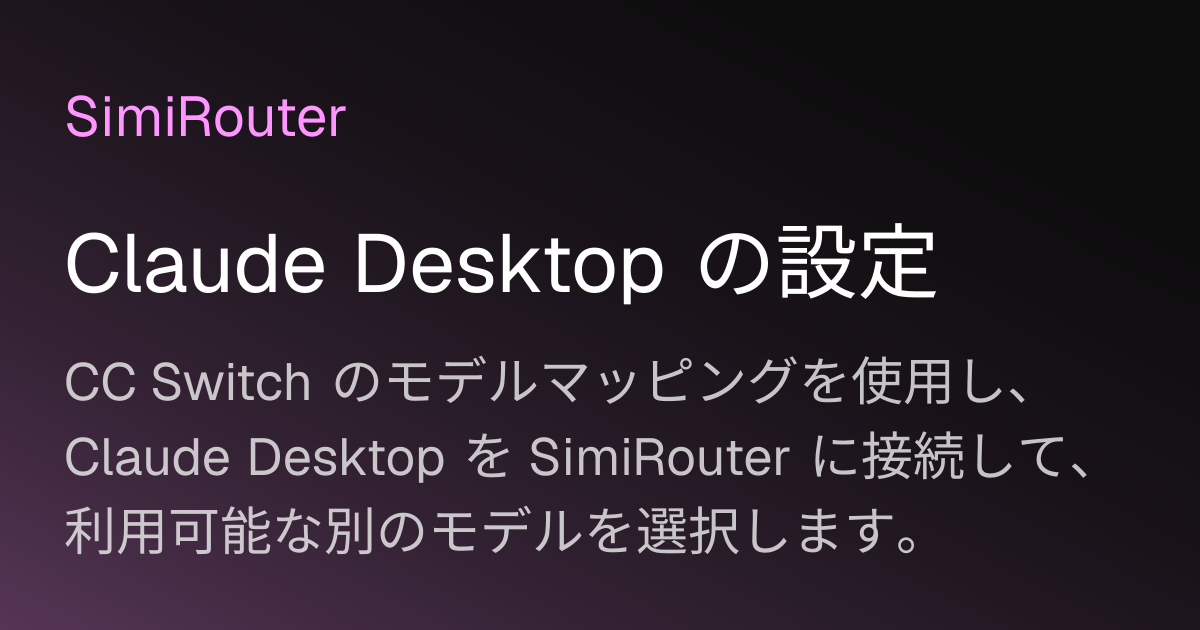 SimiRouter
Claude Desktop の設定
CC Switch のモデルマッピングを使用し、
Claude Desktop を SimiRouter に接続して、
利用可能な別のモデルを選択します。